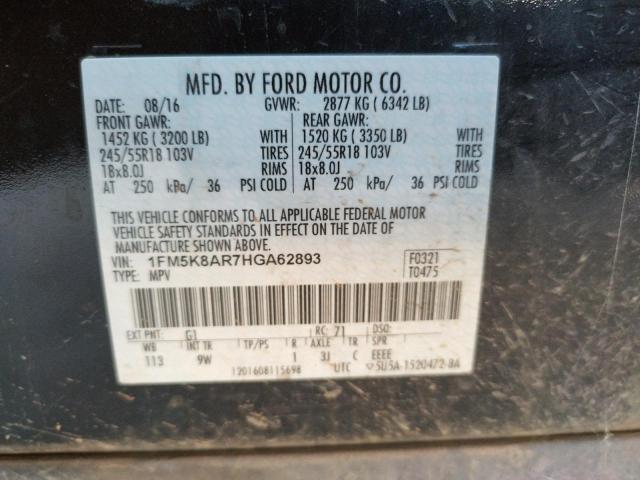 MFD. BY FORD MOTOR CO.
DATE: 08/16 GVWR: 2877 KG ( 6342 LB)
FRONT GAWR: REAR GAWR:
1452 KG ( 3200 LB) WITH 1520 KG ( 3350 LB) WITH
245/55R18 103V TIRES 245/55R18 103V TIRES
18x8.0J RIMS 18x8.0J RIMS
AT 250 kPa/ 36 PSI COLD AT 250 kPa/ 36 PSI COLD
THIS VEHICLE CONFORMS TO ALL APPLICABLE FEDERAL MOTOR
VEHICLE SAFETY STANDARDS IN EFFECT ON THE DATE OF
MANUFACTURE SHOWN ABOVE.
VIN: 1FM5K8AR7HGA62893 F0321
TYPE: MPV T0475
EXT PNT: G1 RC: 71 DSO:
WB INT TR TP/PS R AXLE TR SPR
113 9W 1 3J C EEEE
1201608115698 UTC 5U5A-1520472-BA